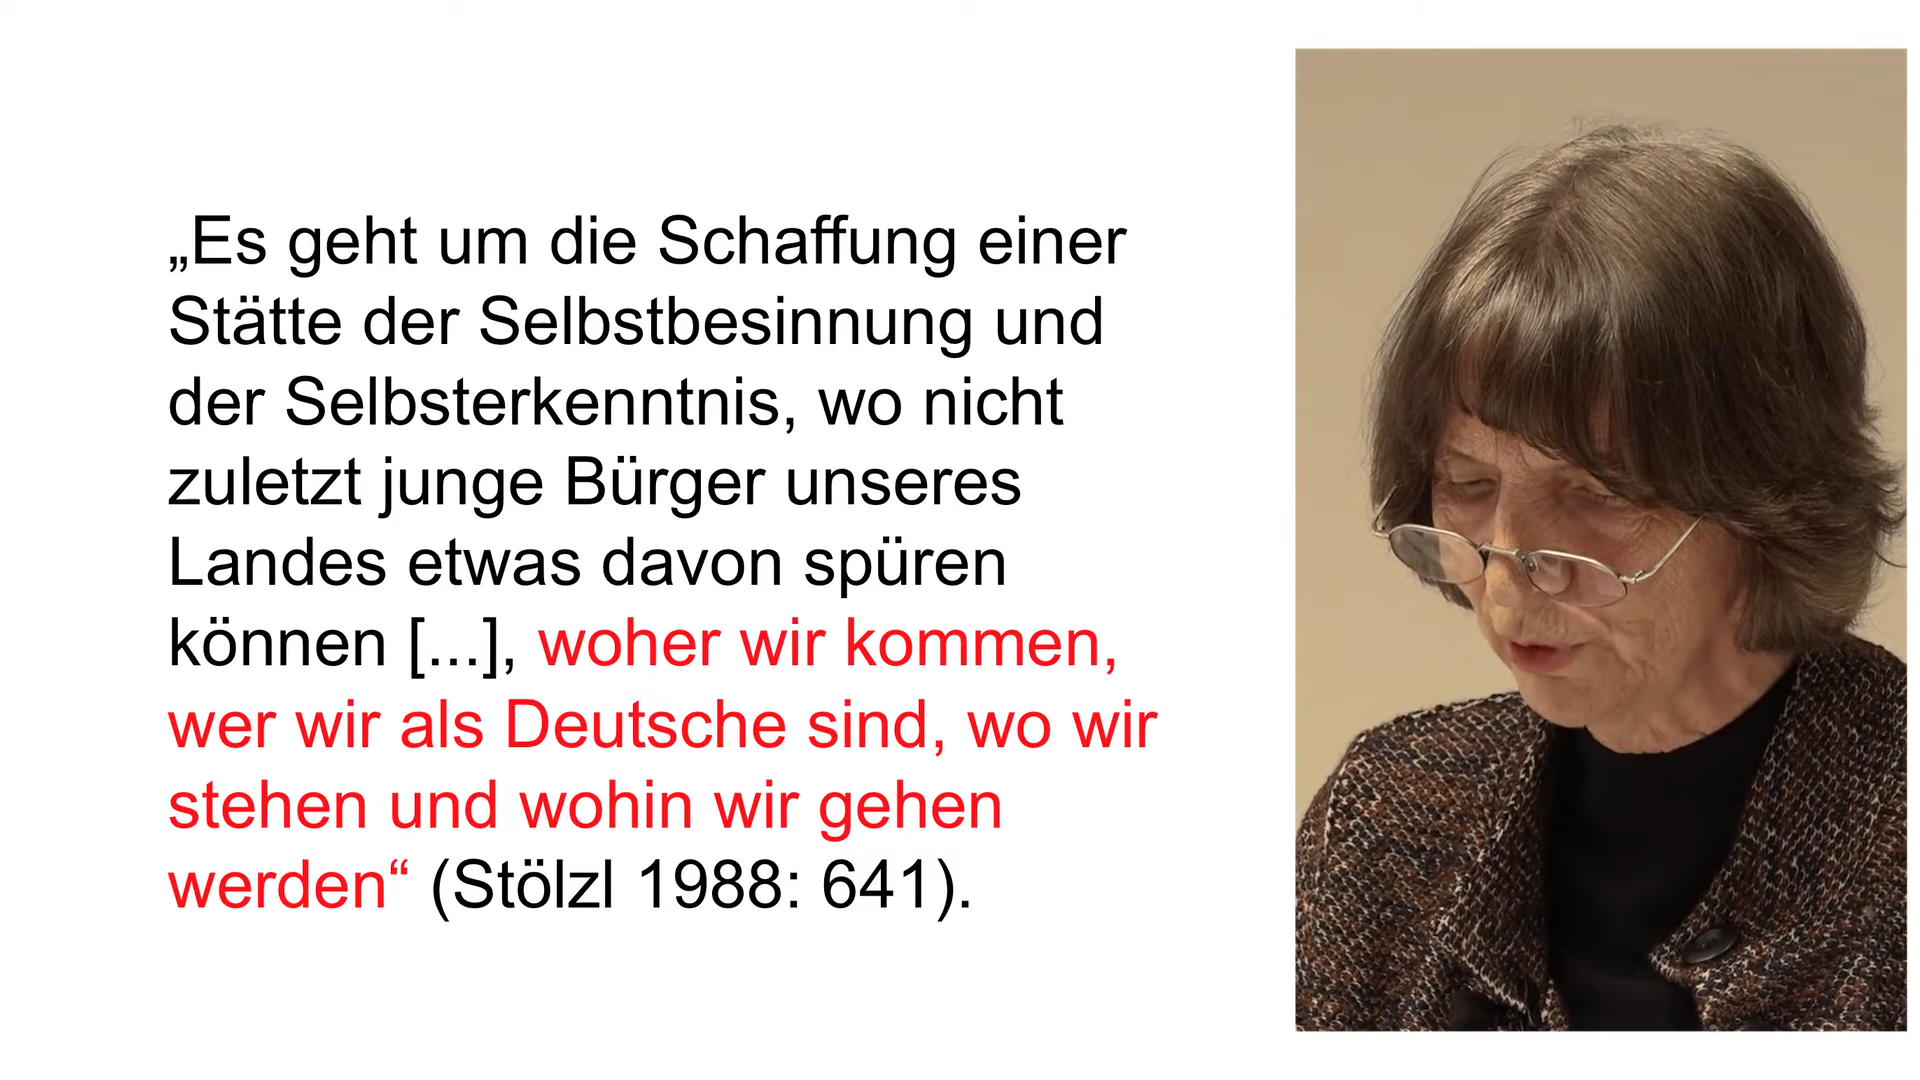 „Es geht um die Schaffung einer
Stätte der Selbstbesinnung und
der Selbsterkenntnis, wo nicht
zuletzt junge Bürger unseres
Landes etwas davon spüren
können [...], woher wir kommen,
wer wir als Deutsche sind, wo wir
stehen und wohin wir gehen
werden“ (Stölzl 1988: 641).